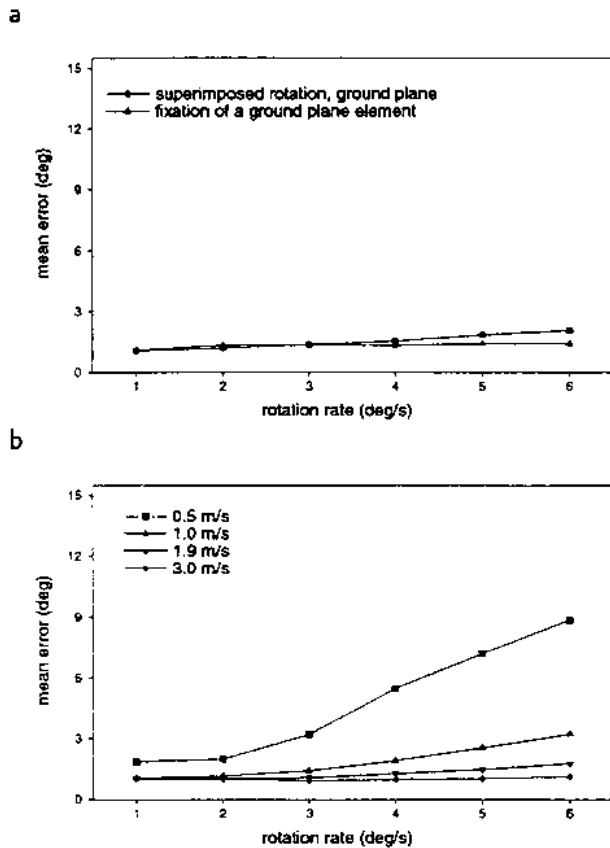 a
15
12
9
6
3
0
mean error (deg)
superimposed rotation, ground plane
fixation of a ground plane element
1 2 3 4 5 6
rotation rate (deg/s)
b
15
12
9
6
3
0
mean error (deg)
0.5 m/s
1.0 m/s
1.9 m/s
3.0 m/s
1 2 3 4 5 6
rotation rate (deg/s)